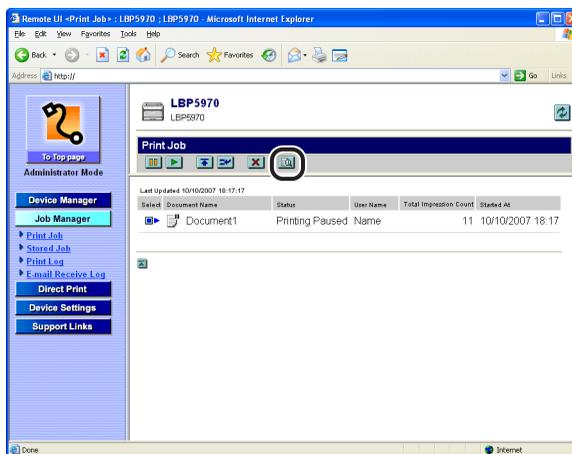 Remote UI <Print Job> : LBP5970 ; LBP5970 - Microsoft Internet Explorer
File Edit View Favorites Tools Help
Back Search Favorites
Address http:// Go Links
To Top page
Administrator Mode
Device Manager
Job Manager
Print Job
Stored Job
Print Log
E-mail Receive Log
Direct Print
Device Settings
Support Links
LBP5970
LBP5970
Print Job
Last Updated 10/10/2007 18:17:17
Select Document Name Status User Name Total Impression Count Started At
Document1 Printing Paused Name 11 10/10/2007 18:17
Done Internet